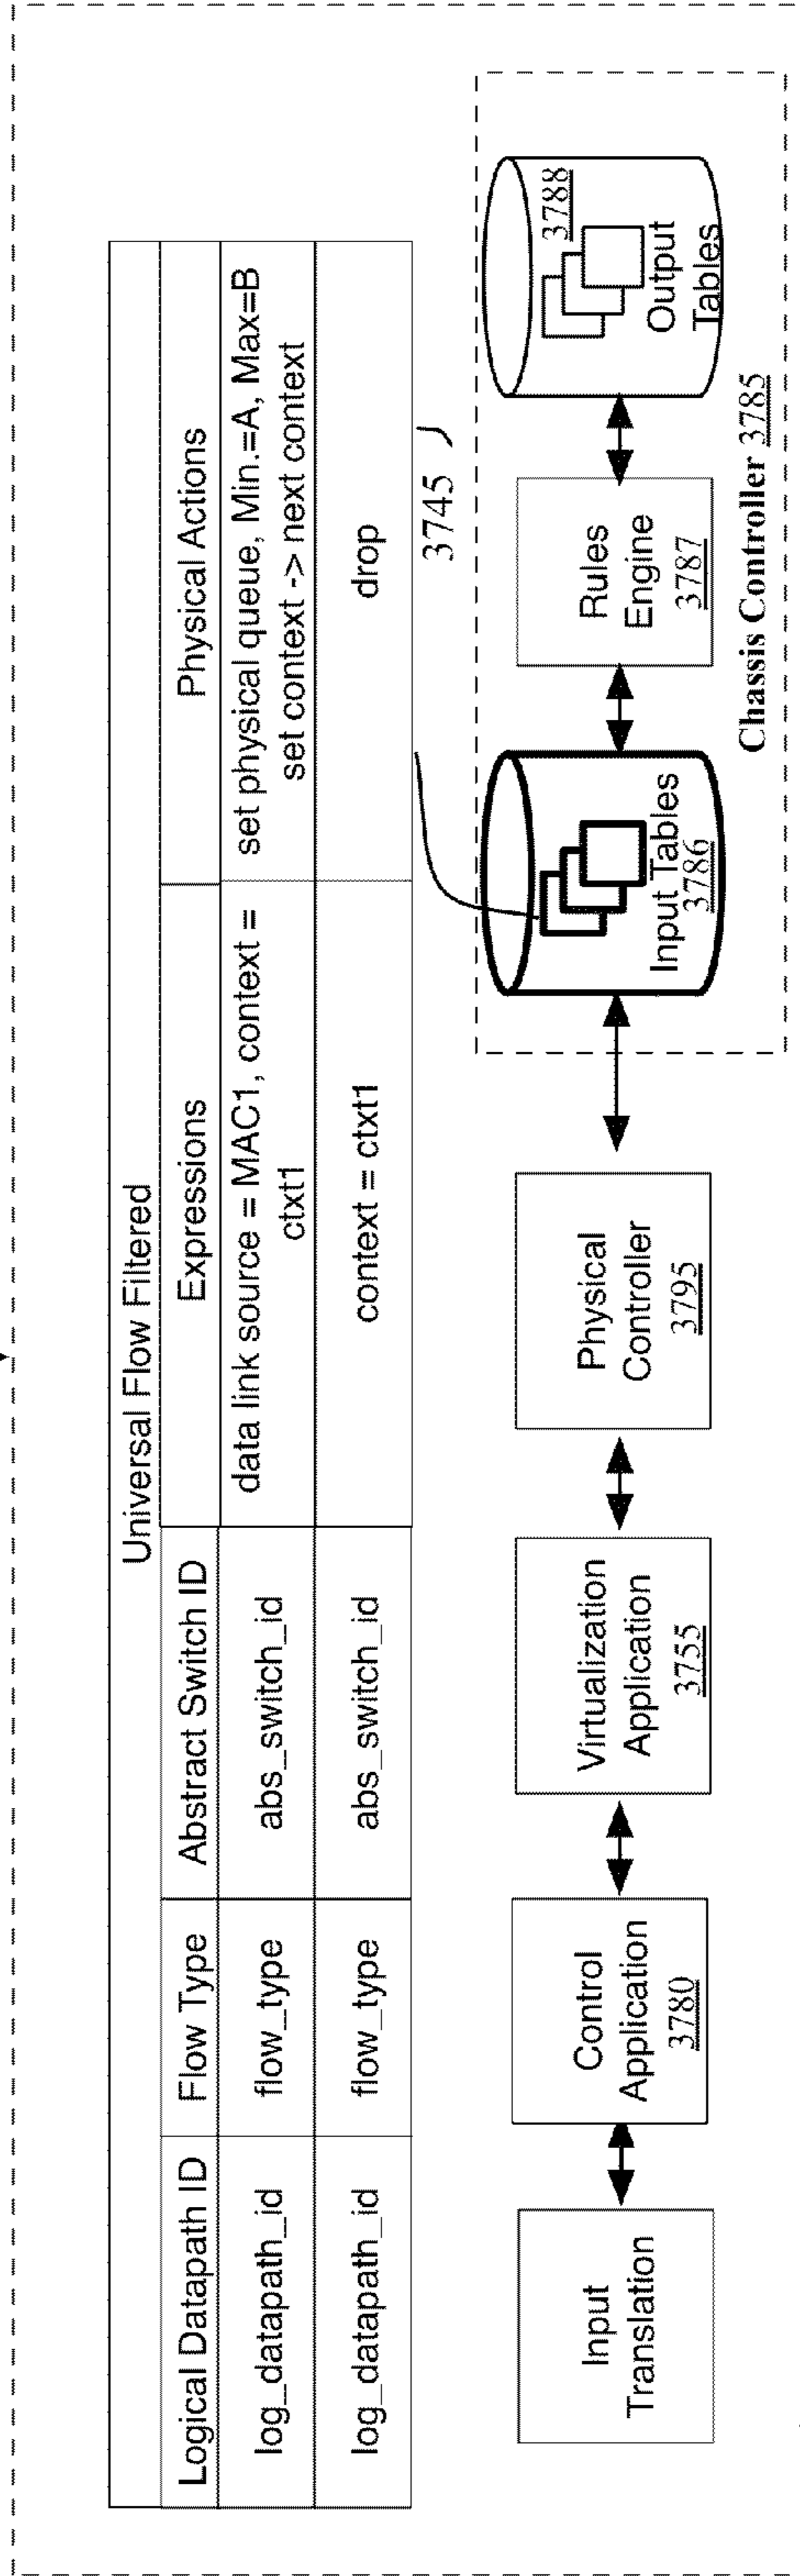 Universal Flow Filtered
Logical Datapath ID Flow Type Abstract Switch ID Expressions Physical Actions
log_datapath_id flow_type abs_switch_id data link source = MAC1, context = set physical queue, Min.=A, Max=B
ctxt1 set context -> next context
log_datapath_id flow_type abs_switch_id context = ctxt1 drop
3745
Input
Translation
Control
Application
3780
Virtualization
Application
3755
Physical
Controller
3795
Input Tables
3786
Rules
Engine
3787
3788
Output
Tables
Chassis Controller 3785